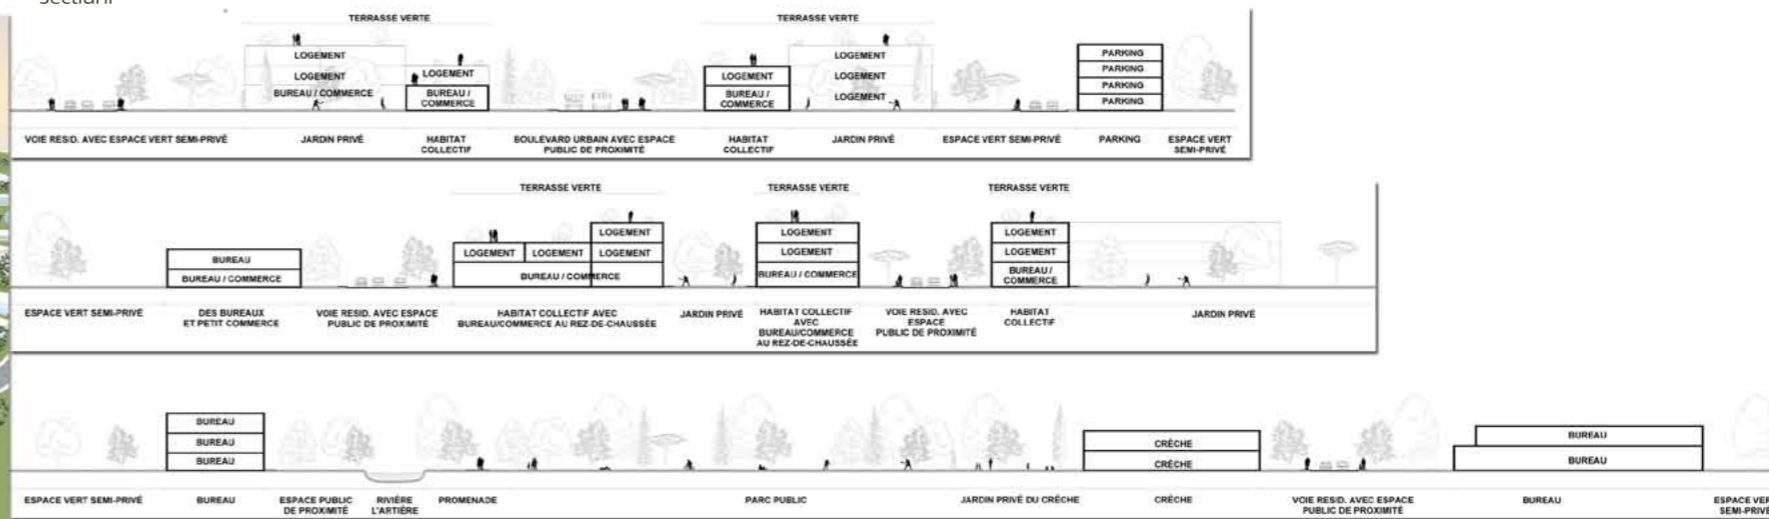 TERRASSE VERTE TERRASSE VERTE
LOGEMENT LOGEMENT PARKING
LOGEMENT LOGEMENT LOGEMENT LOGEMENT PARKING
BUREAU / COMMERCE BUREAU / COMMERCE BUREAU / COMMERCE LOGEMENT PARKING
PARKING
VOIE RESID. AVEC ESPACE VERT SEMI-PRIVÉ JARDIN PRIVÉ HABITAT COLLECTIF BOULEVARD URBAIN AVEC ESPACE PUBLIC DE PROXIMITÉ HABITAT COLLECTIF JARDIN PRIVÉ ESPACE VERT SEMI-PRIVÉ PARKING ESPACE VERT SEMI-PRIVÉ
TERRASSE VERTE TERRASSE VERTE TERRASSE VERTE
LOGEMENT LOGEMENT LOGEMENT
BUREAU LOGEMENT LOGEMENT LOGEMENT LOGEMENT LOGEMENT
BUREAU / COMMERCE BUREAU / COMMERCE BUREAU / COMMERCE BUREAU / COMMERCE
ESPACE VERT SEMI-PRIVÉ DES BUREAUX ET PETIT COMMERCE VOIE RESID. AVEC ESPACE PUBLIC DE PROXIMITÉ HABITAT COLLECTIF AVEC BUREAU/COMMERCE AU REZ-DE-CHAUSSÉE JARDIN PRIVÉ HABITAT COLLECTIF AVEC BUREAU/COMMERCE AU REZ-DE-CHAUSSÉE VOIE RESID. AVEC ESPACE PUBLIC DE PROXIMITÉ HABITAT COLLECTIF JARDIN PRIVÉ
BUREAU
BUREAU CRÈCHE BUREAU
BUREAU CRÈCHE BUREAU
ESPACE VERT SEMI-PRIVÉ BUREAU ESPACE PUBLIC DE PROXIMITÉ RIVIÈRE L'ARTIÈRE PROMENADE PARC PUBLIC JARDIN PRIVÉ DU CRÈCHE CRÈCHE VOIE RESID. AVEC ESPACE PUBLIC DE PROXIMITÉ BUREAU ESPACE SEMI-PRIVÉ